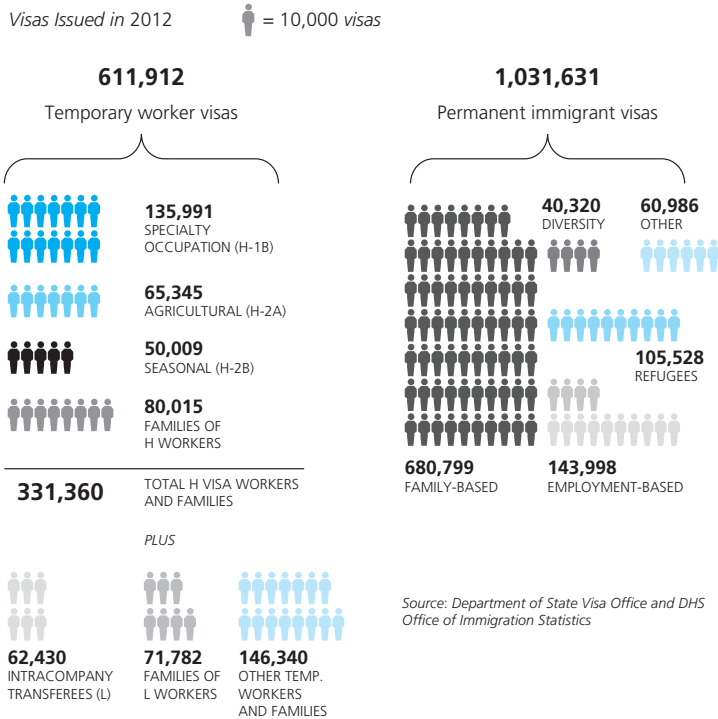 Visas Issued in 2012
= 10,000 visas
611,912
Temporary worker visas
135,991
SPECIALTY
OCCUPATION (H-1B)
65,345
AGRICULTURAL (H-2A)
50,009
SEASONAL (H-2B)
80,015
FAMILIES OF
H WORKERS
331,360
TOTAL H VISA WORKERS
AND FAMILIES
PLUS
62,430
INTRACOMPANY
TRANSFEREES (L)
71,782
FAMILIES OF
L WORKERS
146,340
OTHER TEMP.
WORKERS
AND FAMILIES
1,031,631
Permanent immigrant visas
40,320
DIVERSITY
60,986
OTHER
105,528
REFUGEES
680,799
FAMILY-BASED
143,998
EMPLOYMENT-BASED
Source: Department of State Visa Office and DHS
Office of Immigration Statistics